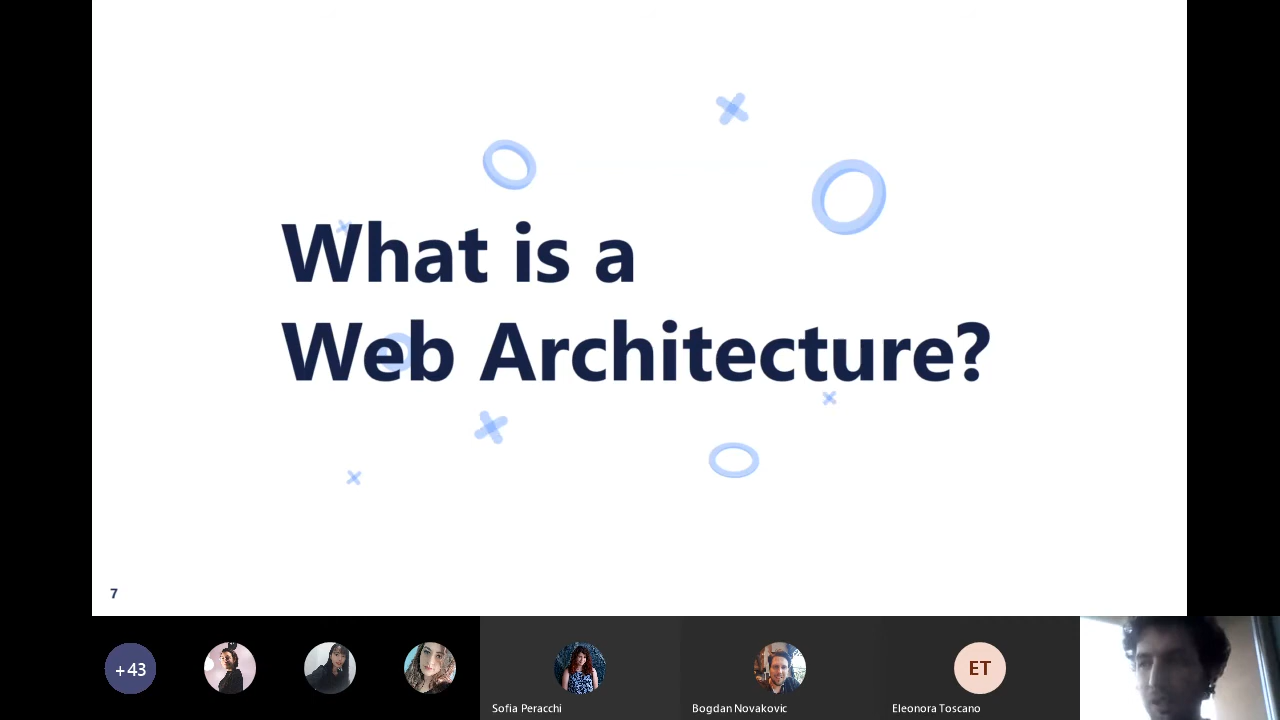 What is a
Web Architecture?
7
+43
Sofia Peracchi
Bogdan Novakovic
ET
Eleonora Toscano